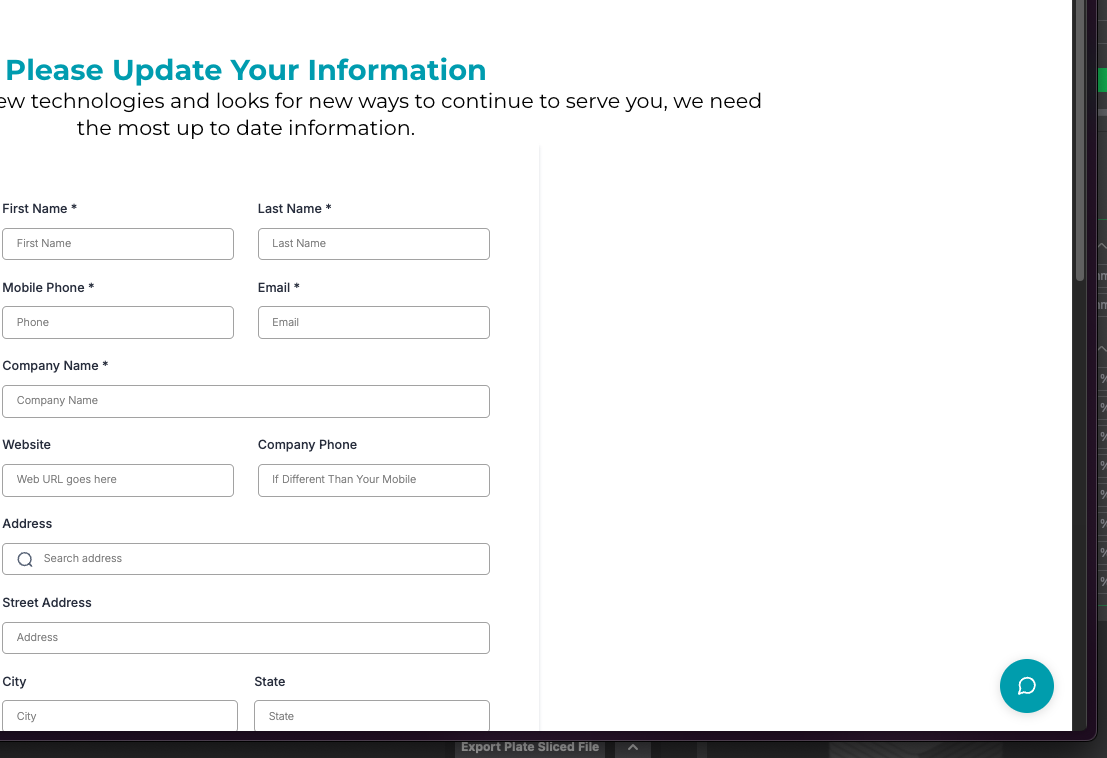 Please Update Your Information
ew technologies and looks for new ways to continue to serve you, we need
the most up to date information.
First Name *
Last Name *
First Name
Last Name
Mobile Phone *
Email *
Phone
Email
Company Name *
Company Name
Website
Company Phone
Web URL goes here
If Different Than Your Mobile
Address
Search address
Street Address
Address
City
State
City
State
Export Plate Sliced File
%
%
%
%
%
%
%
%